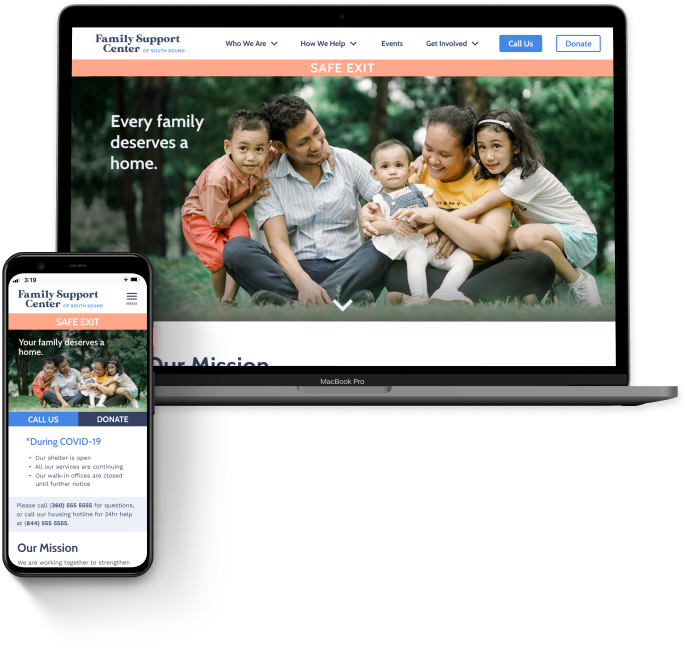 Family Support
Center OF SOUTH SOUND
Who We Are
How We Help
Events
Get Involved
Call Us
Donate
SAFE EXIT
Every family
deserves a
home.
Our Mission
MacBook Pro
3:19
Family Support
Center OF SOUTH SOUND
MENU
SAFE EXIT
Your family deserves a
home.
CALL US
DONATE
*During COVID-19
• Our shelter is open
• All our services are continuing
• Our walk-in offices are closed
until further notice
Please call (360) 555 5555 for questions,
or call our housing hotline for 24hr help
at (844) 555 5555.
Our Mission
We are working together to strengthen